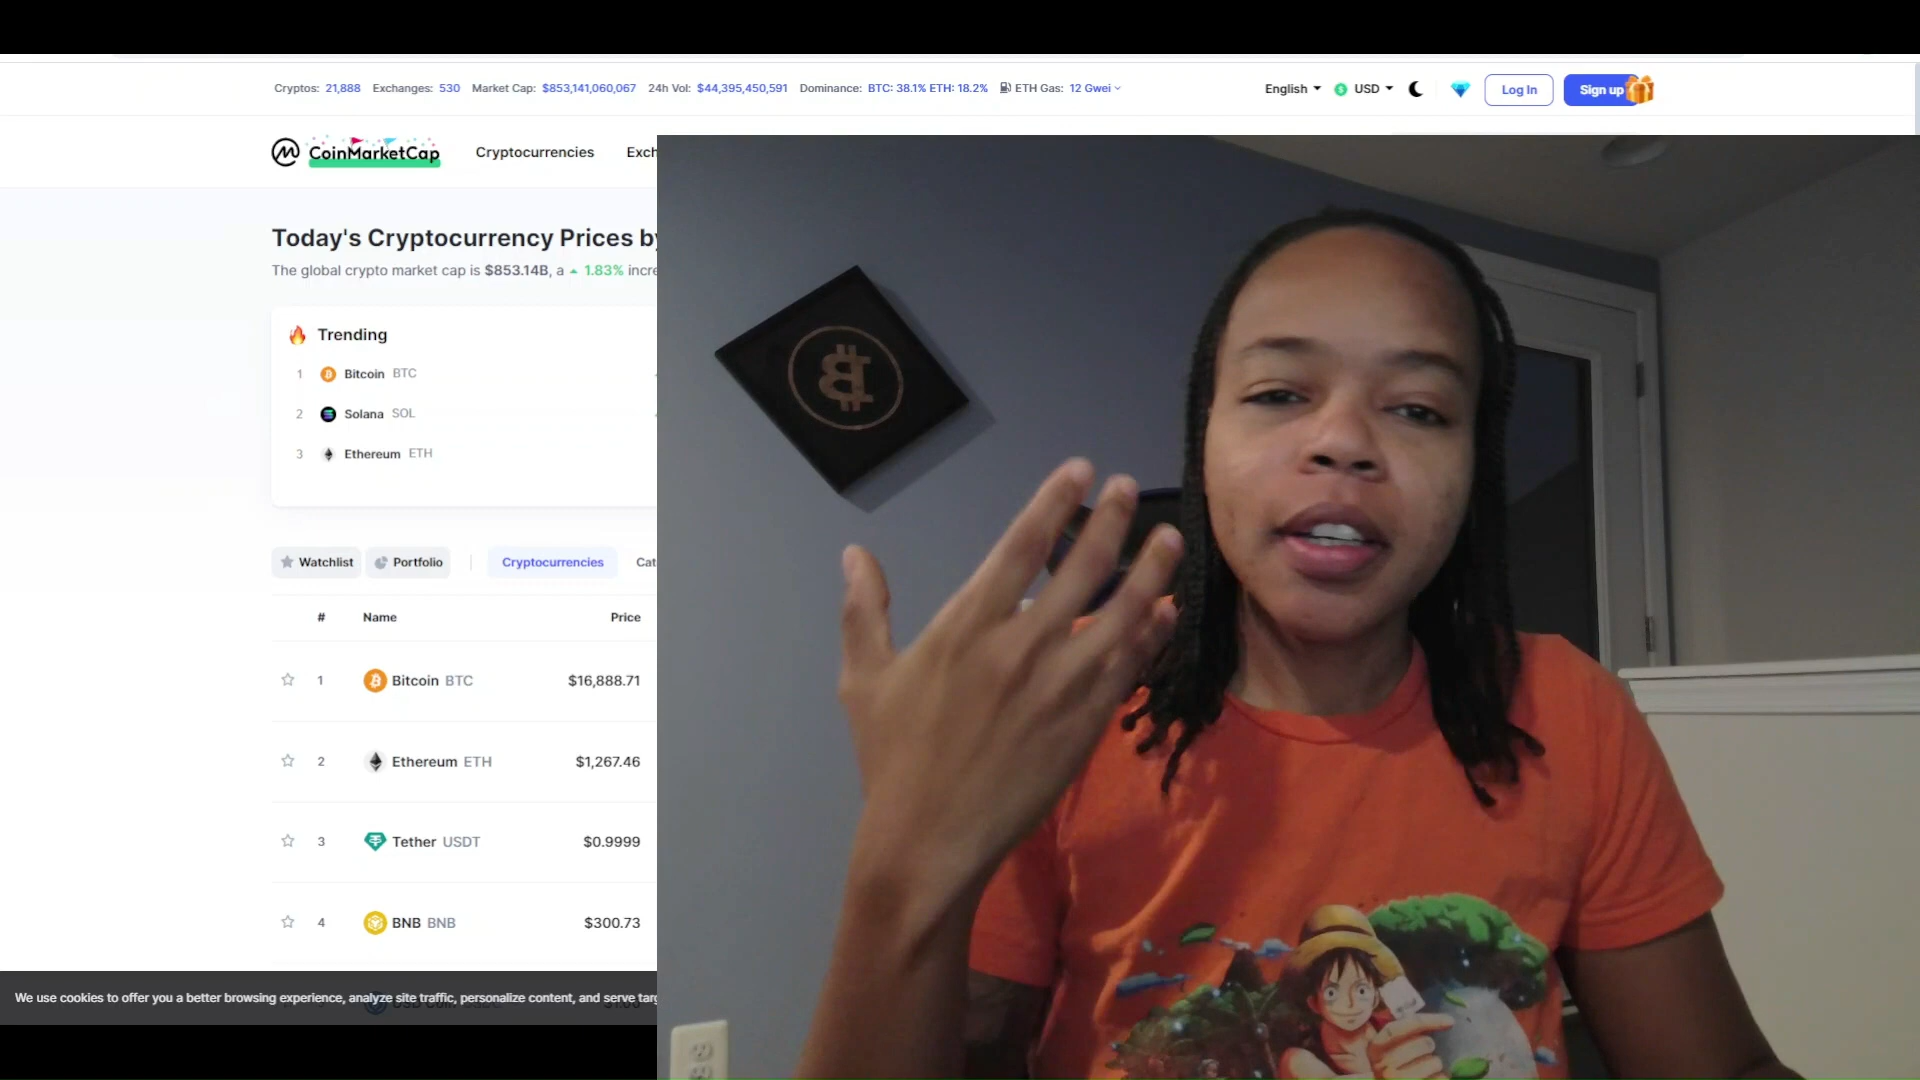 Cryptos: 21,888 Exchanges: 530 Market Cap: $853,141,060,067 24h Vol: $44,395,450,591 Dominance: BTC: 38.1% ETH: 18.2% ETH Gas: 12 Gwei English USD Log In Sign up
CoinMarketCap Cryptocurrencies Exch
Today's Cryptocurrency Prices by
The global crypto market cap is $853.14B, a 1.83% incre
Trending
1 Bitcoin BTC
2 Solana SOL
3 Ethereum ETH
Watchlist Portfolio Cryptocurrencies Cat
# Name Price
1 Bitcoin BTC $16,888.71
2 Ethereum ETH $1,267.46
3 Tether USDT $0.9999
4 BNB BNB $300.73
We use cookies to offer you a better browsing experience, analyze site traffic, personalize content, and serve targ